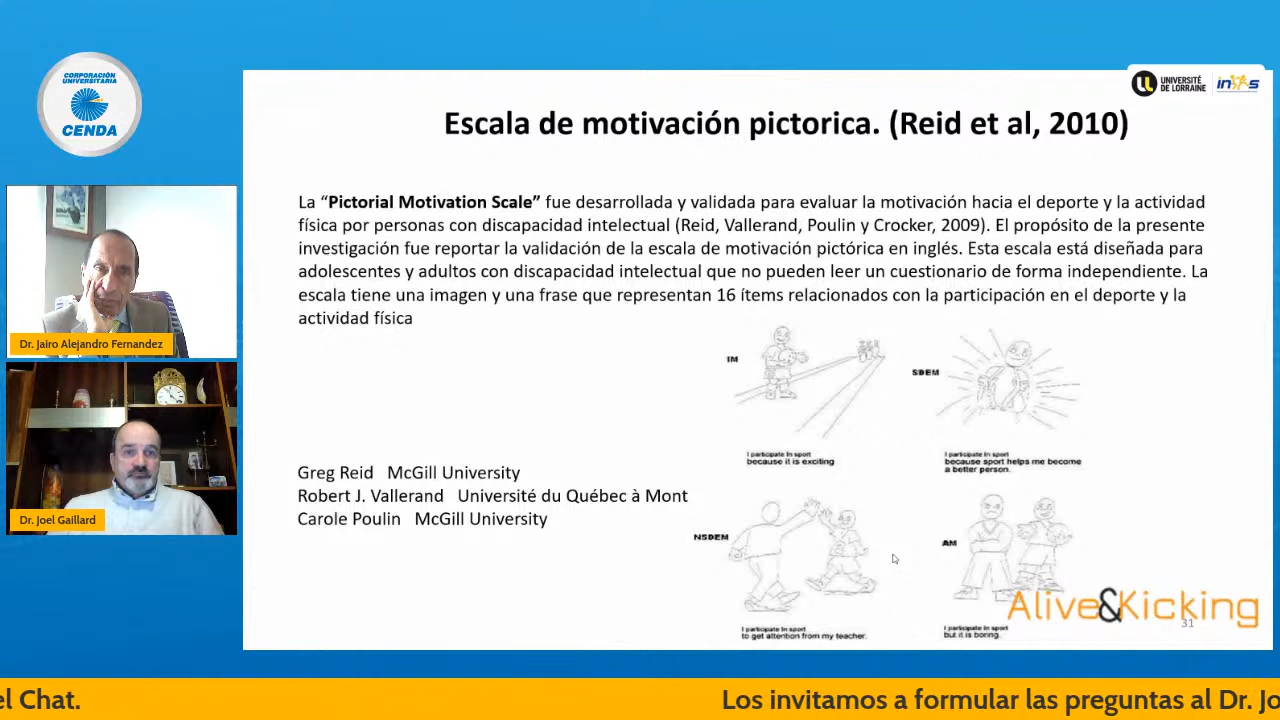 CORPORACIÓN
UNIVERSITARIA
CENDA
UL
UNIVERSITÉ
DE LORRAINE
Escala de motivación pictorica. (Reid et al, 2010)
La “Pictorial Motivation Scale” fue desarrollada y validada para evaluar la motivación hacia el deporte y la actividad
física por personas con discapacidad intelectual (Reid, Vallerand, Poulin y Crocker, 2009). El propósito de la presente
investigación fue reportar la validación de la escala de motivación pictórica en inglés. Esta escala está diseñada para
adolescentes y adultos con discapacidad intelectual que no pueden leer un cuestionario de forma independiente. La
escala tiene una imagen y una frase que representan 16 ítems relacionados con la participación en el deporte y la
actividad física
Dr. Jairo Alejandro Fernandez
Dr. Joel Gaillard
IM
I participate in sport
because it is exciting
SDEM
I participate in sport
because sport helps me become
a better person.
Greg Reid McGill University
Robert J. Vallerand Université du Québec à Mont
Carole Poulin McGill University
NSDEM
I participate in sport
to get attention from my teacher.
AM
I participate in sport
but it is boring.
Alive&Kicking
31
el Chat.
Los invitamos a formular las preguntas al Dr. Jo